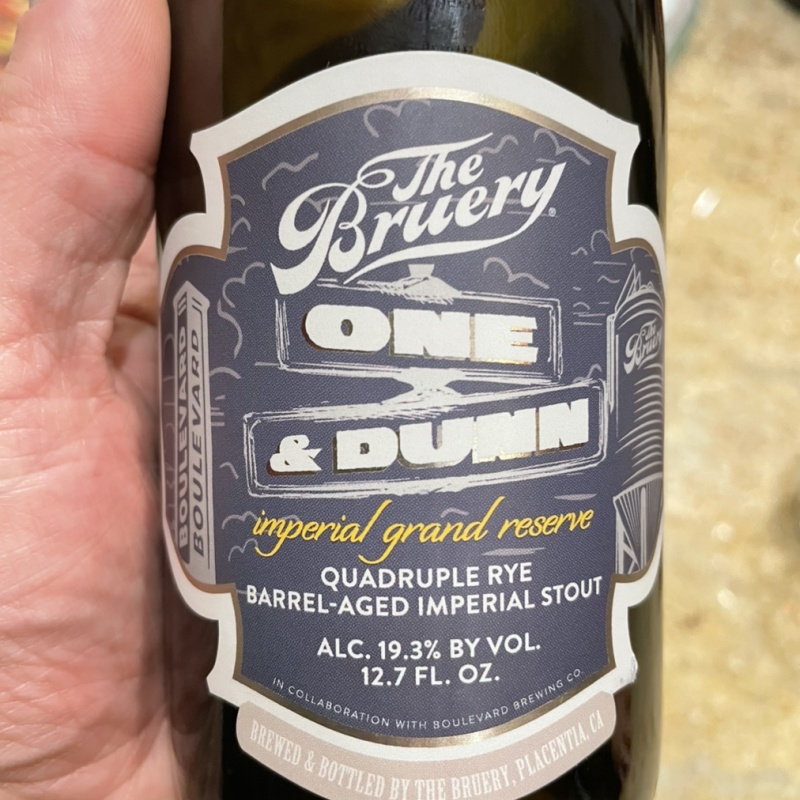 The
Bruery®
ONE
& DUNN
imperial grand reserve
QUADRUPLE RYE
BARREL-AGED IMPERIAL STOUT
ALC. 19.3% BY VOL.
12.7 FL. OZ.
IN COLLABORATION WITH BOULEVARD BREWING CO.
BREWED & BOTTLED BY THE BRUERY, PLACENTIA, CA
BOULEVARD
BOULEVARD
The
Bruery